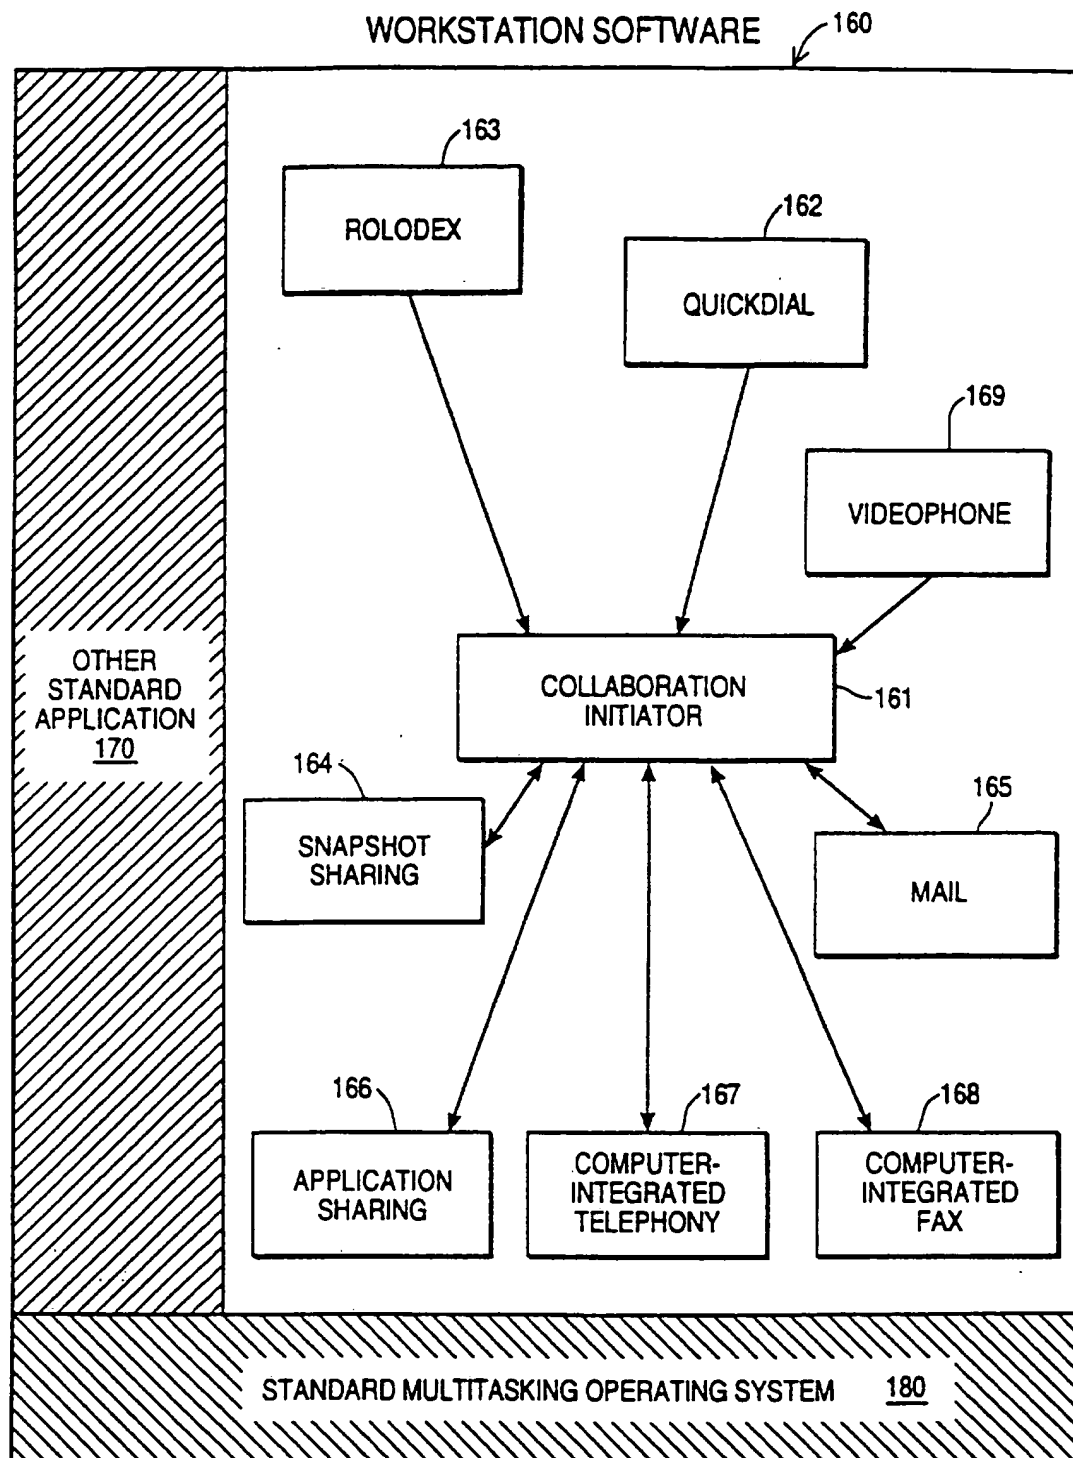 WORKSTATION SOFTWARE
160
163
ROLODEX
162
QUICKDIAL
169
VIDEOPHONE
COLLABORATION
INITIATOR
161
OTHER
STANDARD
APPLICATION
170
164
SNAPSHOT
SHARING
165
MAIL
166
APPLICATION
SHARING
167
COMPUTER-
INTEGRATED
TELEPHONY
168
COMPUTER-
INTEGRATED
FAX
STANDARD MULTITASKING OPERATING SYSTEM 180